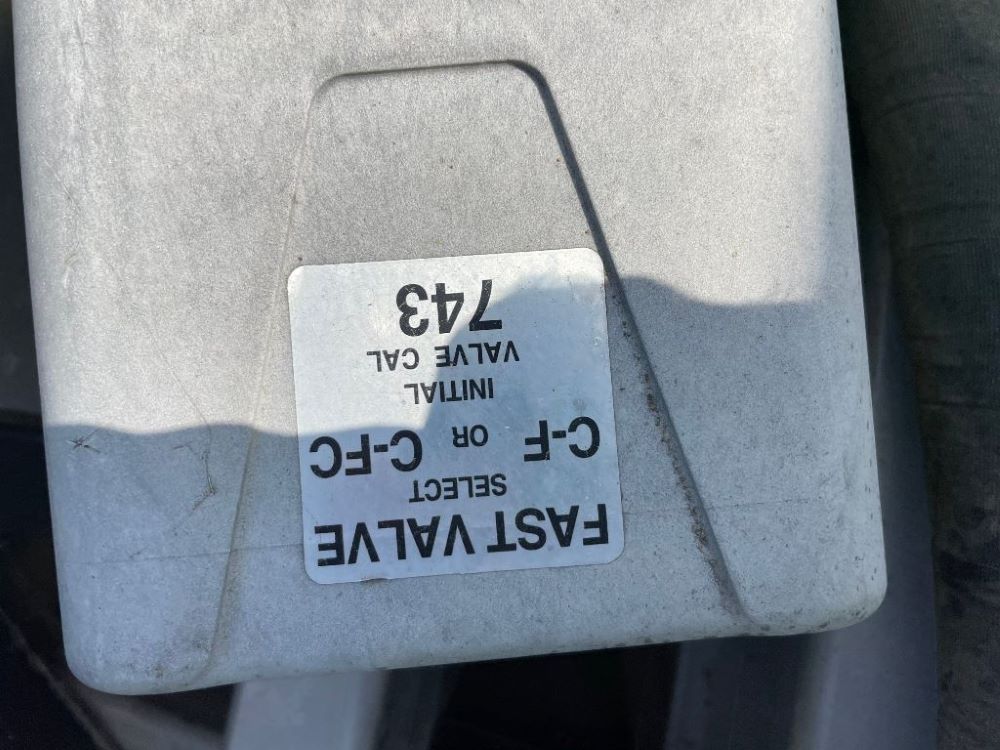 FAST VALVE
SELECT
C-F OR C-FC
INITIAL
VALVE CAL
743